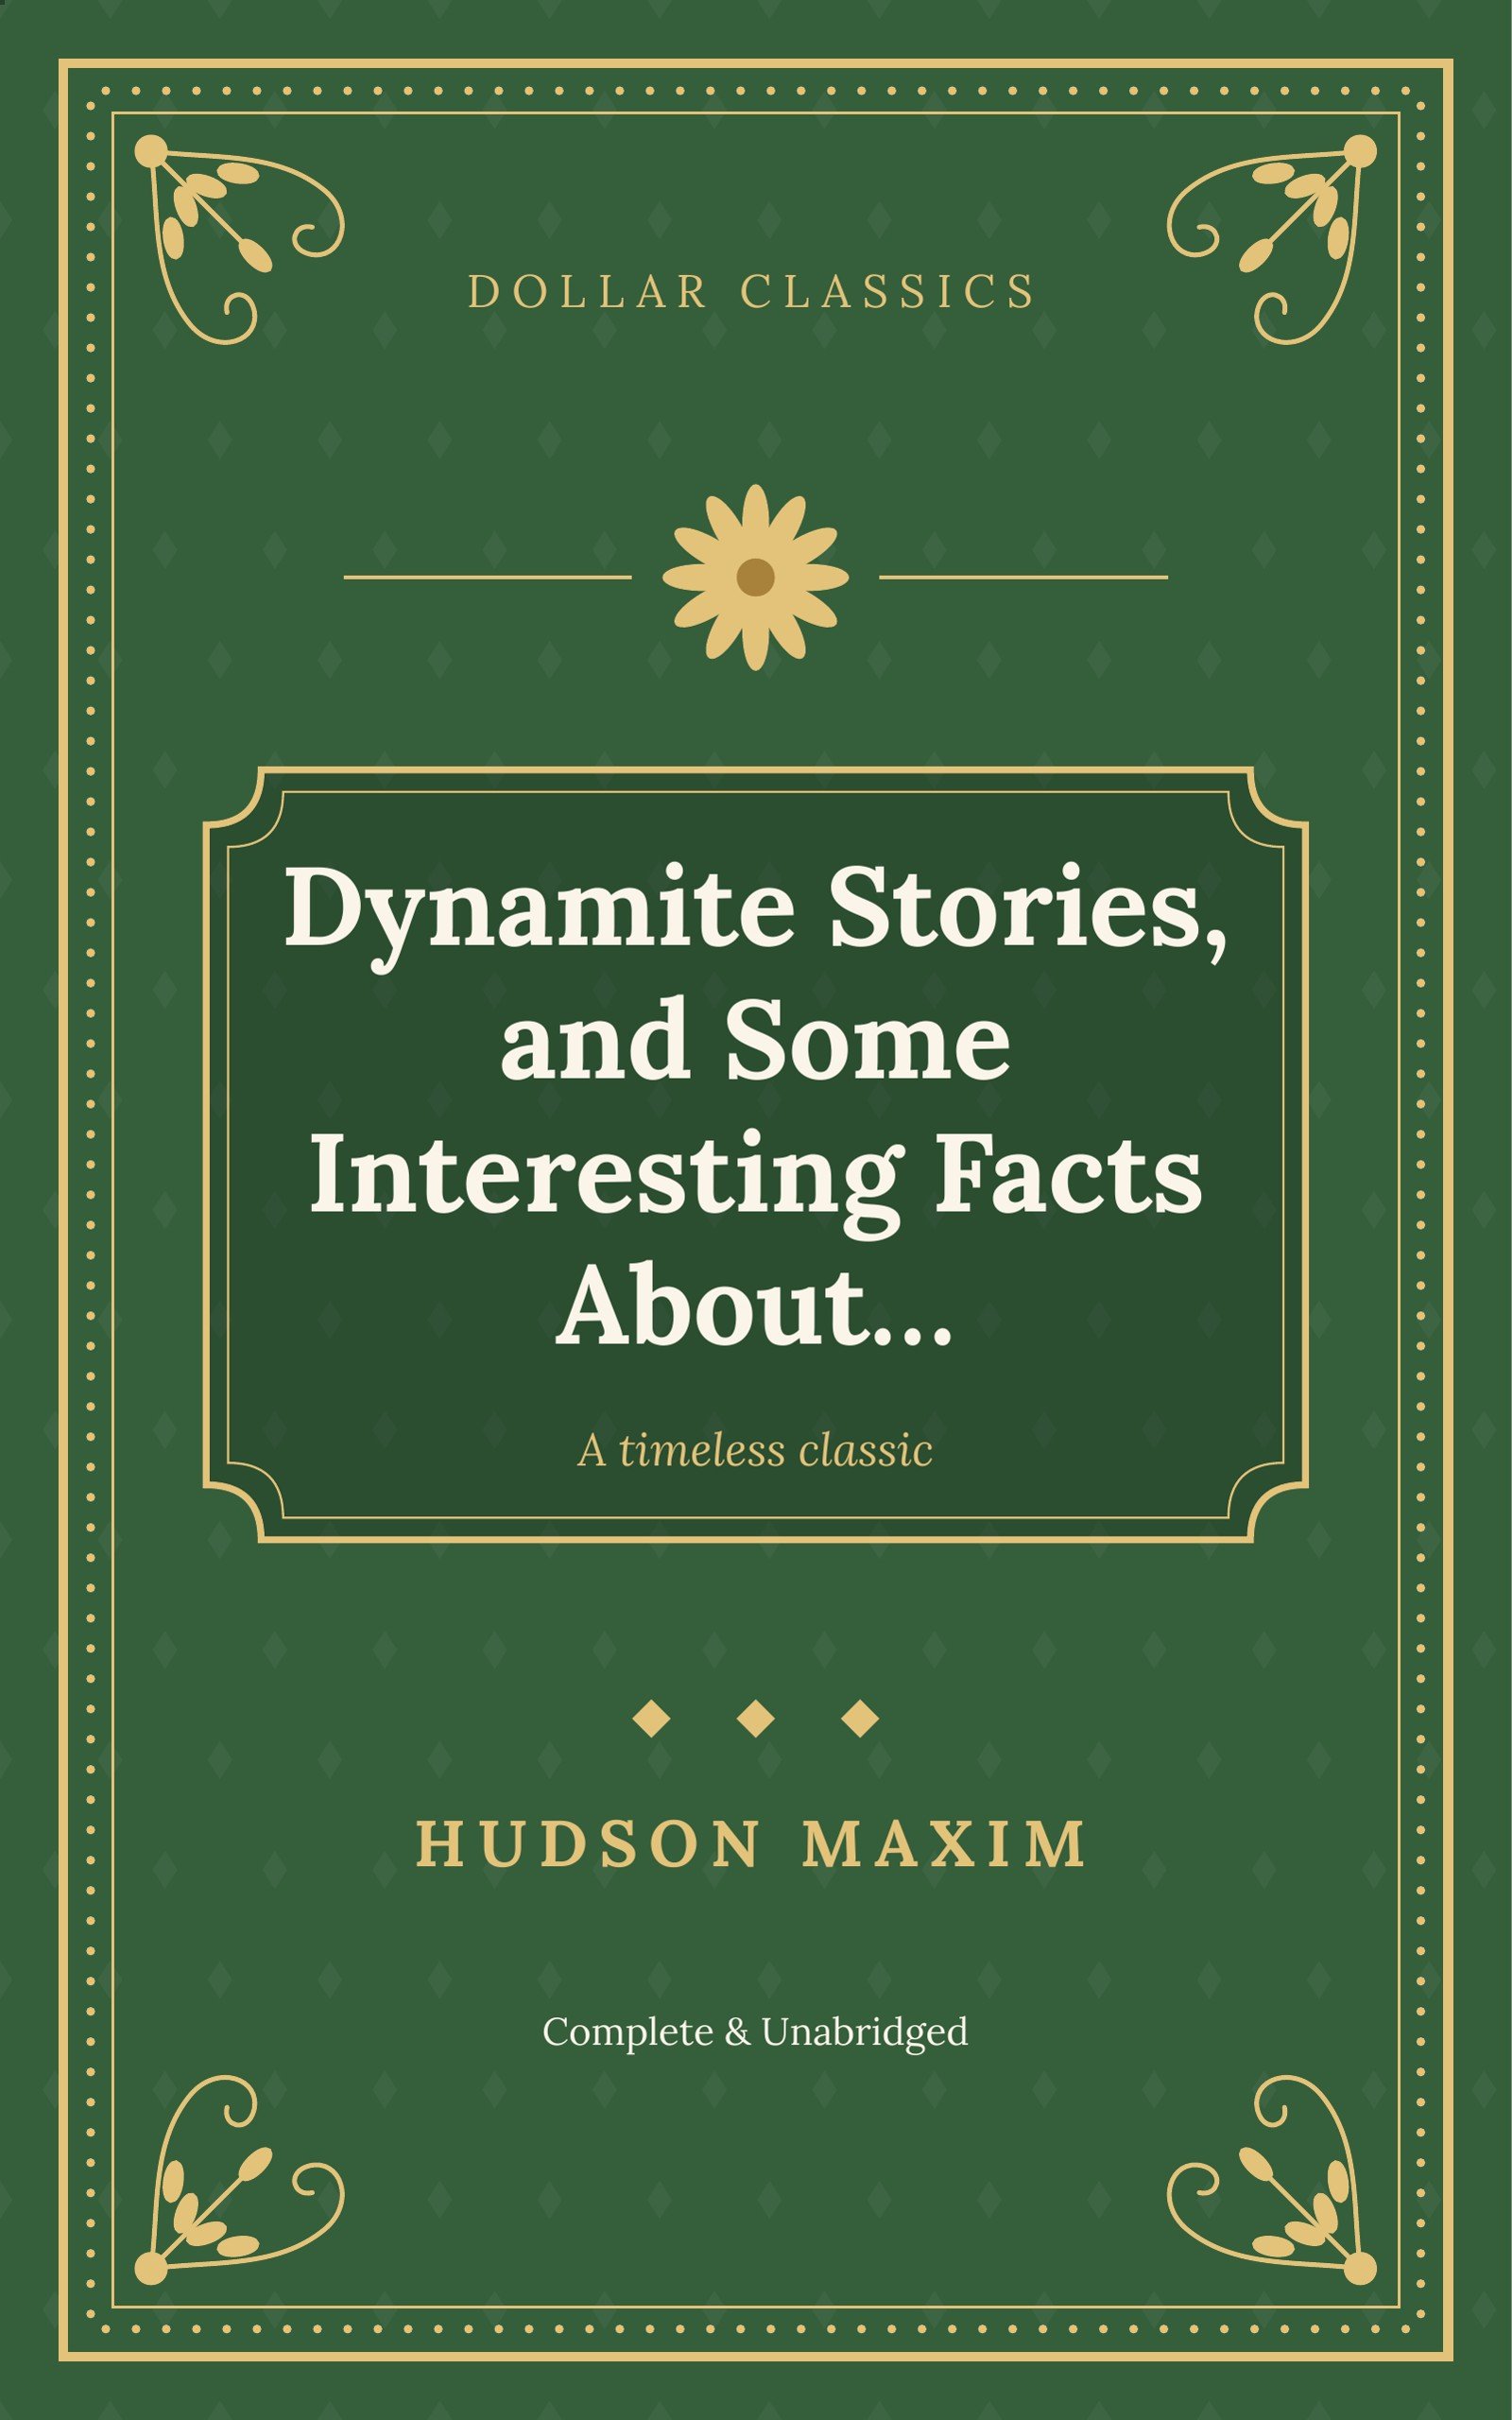 DOLLAR CLASSICS
Dynamite Stories,
and Some
Interesting Facts
About...
A timeless classic
HUDSON MAXIM
Complete & Unabridged